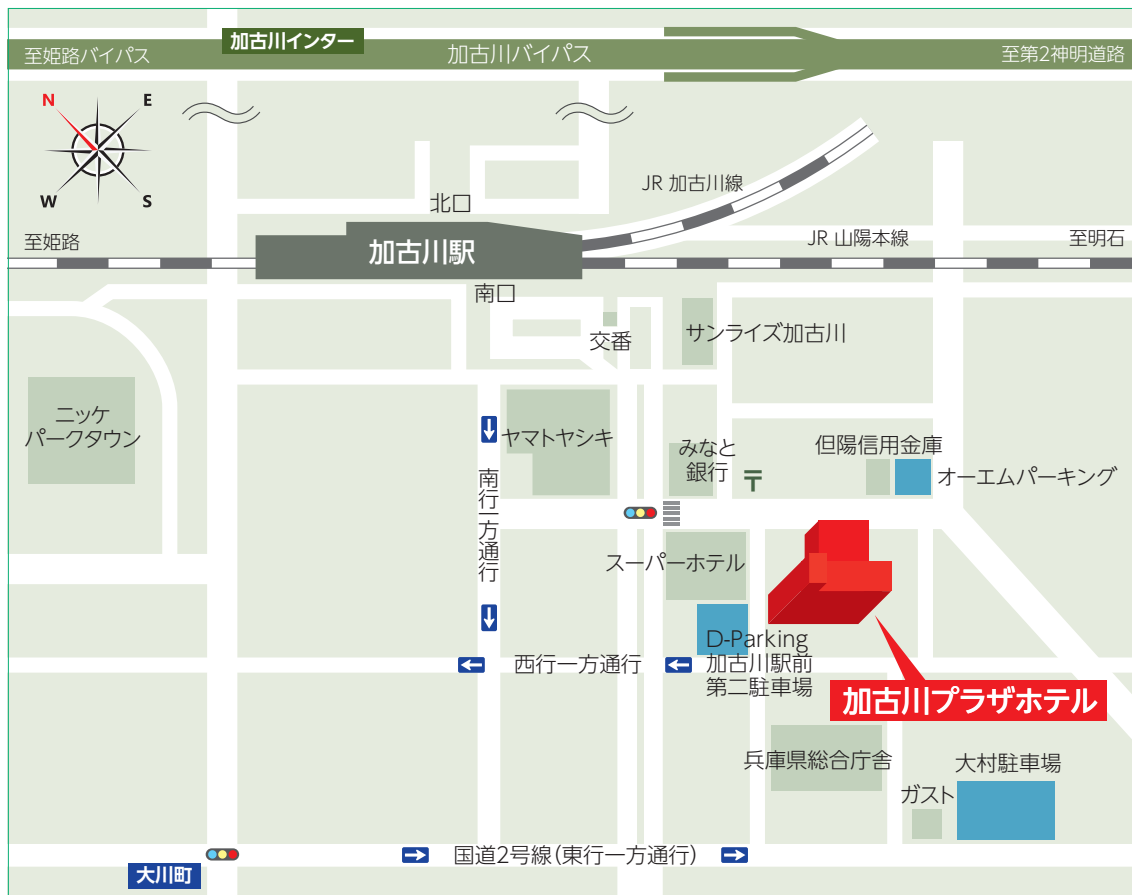 加古川インター
至姫路バイパス
加古川バイパス
至第2神明道路
N
E
W
S
JR 加古川線
北口
至姫路
加古川駅
JR 山陽本線
至明石
南口
交番
サンライズ加古川
ニッケ
パークタウン
ヤマトヤシキ
みなと
銀行
〒
但陽信用金庫
オーエムパーキング
南行一方通行
スーパーホテル
D-Parking
加古川駅前
第二駐車場
西行一方通行
加古川プラザホテル
兵庫県総合庁舎
大村駐車場
ガスト
国道2号線(東行一方通行)
大川町